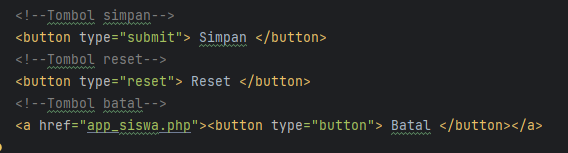 <!--Tombol simpan-->
<button type="submit"> Simpan </button>
<!--Tombol reset-->
<button type="reset"> Reset </button>
<!--Tombol batal-->
<a href="app_siswa.php"><button type="button"> Batal </button></a>